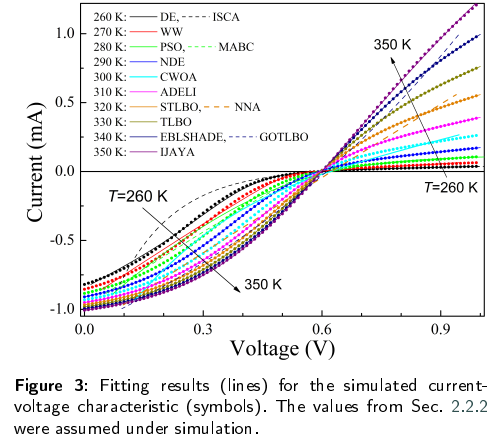 260 K: DE, ISCA
270 K: WW
280 K: PSO, MABC
290 K: NDE
300 K: CWOA
310 K: ADELI
320 K: STLBO, NNA
330 K: TLBO
340 K: EBLSHADE, GOTLBO
350 K: IJAYA
350 K
T=260 K
T=260 K
350 K
1.0
0.5
0.0
-0.5
-1.0
Current (mA)
0.0
0.3
0.6
0.9
Voltage (V)
Figure 3: Fitting results (lines) for the simulated current-
voltage characteristic (symbols). The values from Sec. 2.2.2
were assumed under simulation.